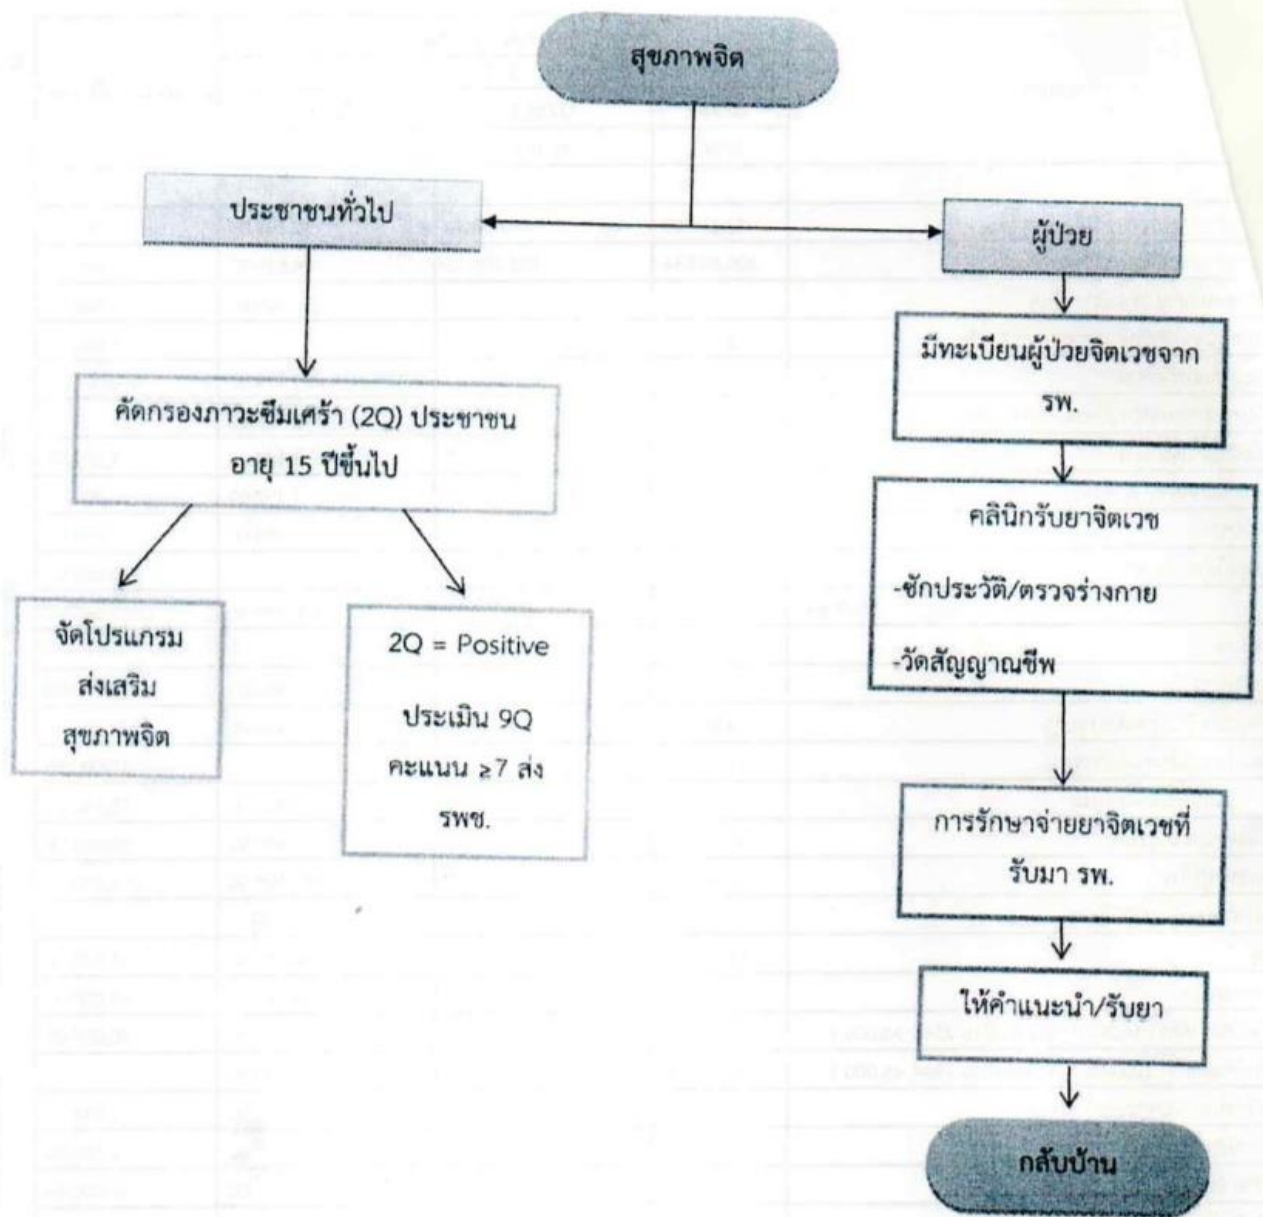 สุขภาพจิต
ประชาชนทั่วไป
ผู้ป่วย
คัดกรองภาวะซึมเศร้า (2Q) ประชาชน
อายุ 15 ปีขึ้นไป
จัดโปรแกรม
ส่งเสริม
สุขภาพจิต
2Q = Positive
ประเมิน 9Q
คะแนน ≥7 ส่ง
รพช.
มีทะเบียนผู้ป่วยจิตเวชจาก
รพ.
คลินิกรับยาจิตเวช
-ซักประวัติ/ตรวจร่างกาย
-วัดสัญญาณชีพ
การรักษาจ่ายยาจิตเวชที่
รับมา รพ.
ให้คำแนะนำ/รับยา
กลับบ้าน